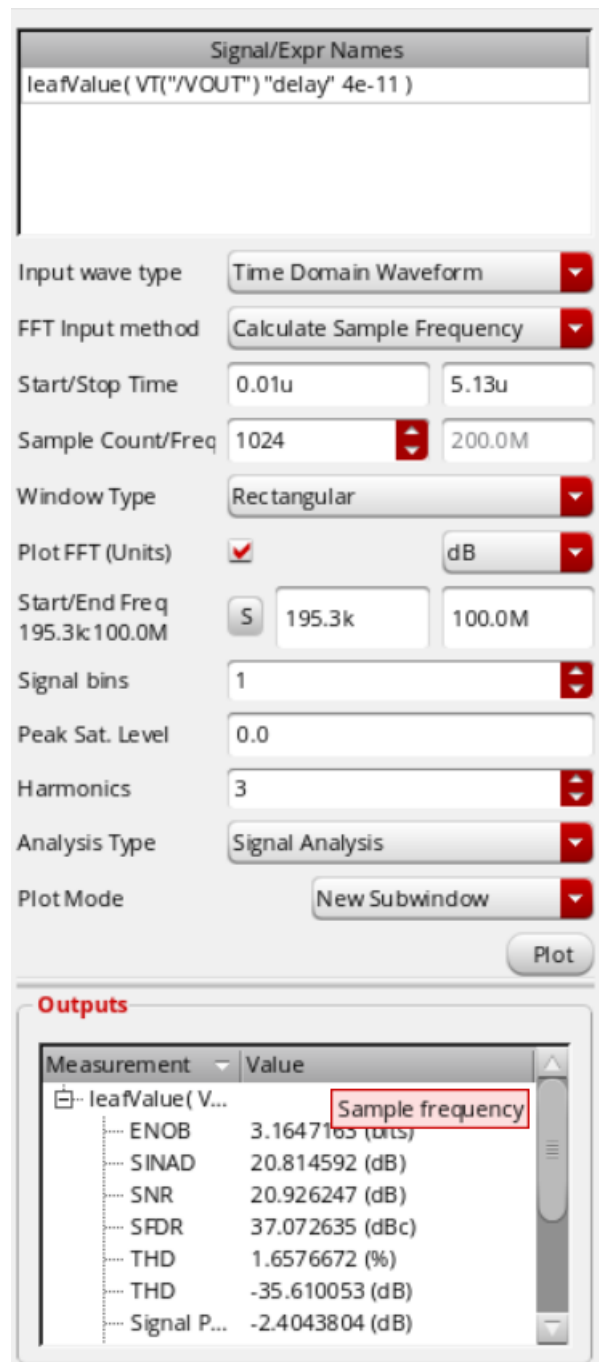 Signal/Expr Names
leafValue( VT("/VOUT") "delay" 4e-11 )
Input wave type Time Domain Waveform
FFT Input method Calculate Sample Frequency
Start/Stop Time 0.01u 5.13u
Sample Count/Freq 1024 200.0M
Window Type Rectangular
Plot FFT (Units) dB
Start/End Freq
195.3k:100.0M S 195.3k 100.0M
Signal bins 1
Peak Sat. Level 0.0
Harmonics 3
Analysis Type Signal Analysis
Plot Mode New Subwindow
Plot
Outputs
Measurement Value
leafValue( V...
Sample frequency
ENOB 3.1647163 (bits)
SINAD 20.814592 (dB)
SNR 20.926247 (dB)
SFDR 37.072635 (dBc)
THD 1.6576672 (%)
THD -35.610053 (dB)
Signal P... -2.4043804 (dB)